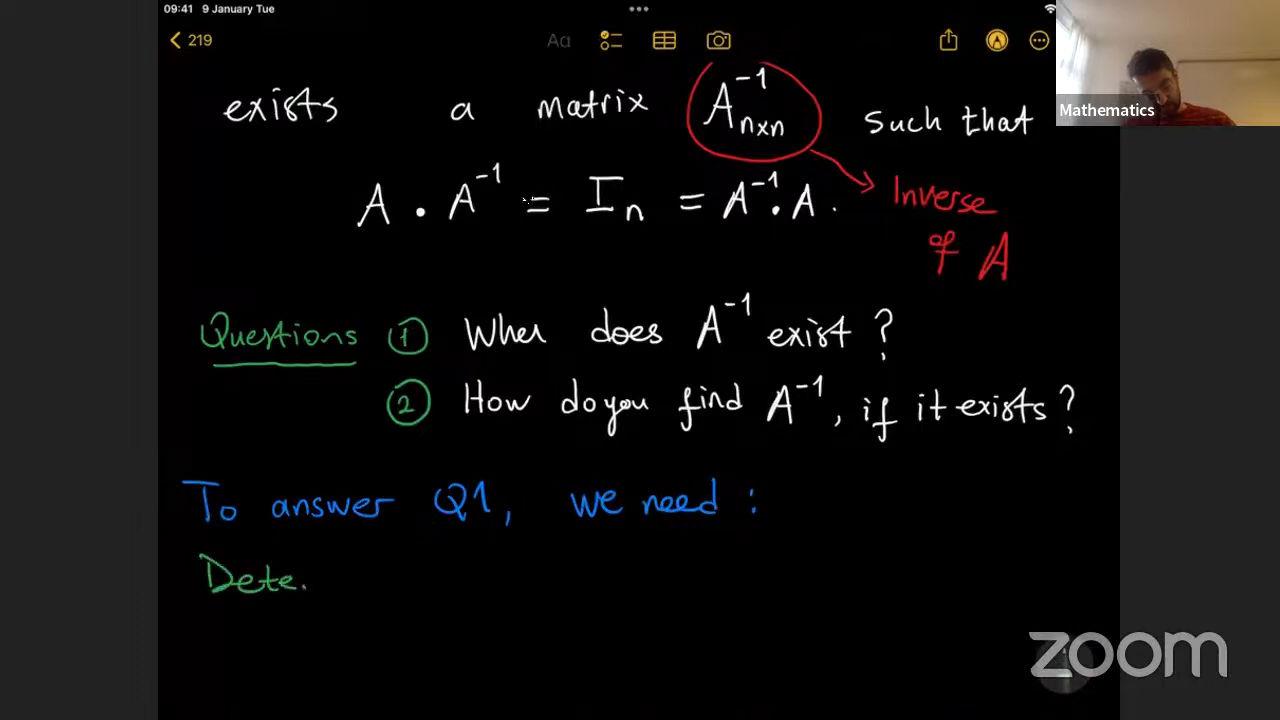 09:41 9 January Tue
219
Aa
Mathematics
exists a matrix A⁻¹ₙₓₙ such that
A · A⁻¹ = Iₙ = A⁻¹ · A.
Inverse
of A
Questions ① When does A⁻¹ exist?
② How do you find A⁻¹, if it exists?
To answer Q1, we need :
Dete
zoom